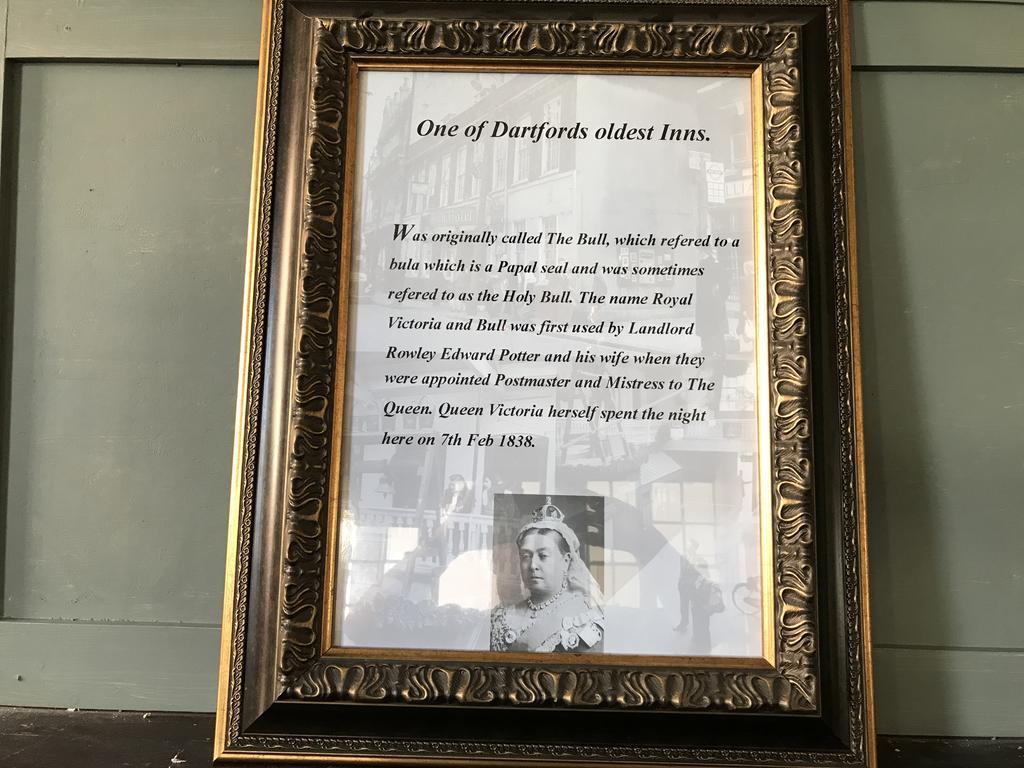 One of Dartfords oldest Inns.
Was originally called The Bull, which refered to a
bula which is a Papal seal and was sometimes
refered to as the Holy Bull. The name Royal
Victoria and Bull was first used by Landlord
Rowley Edward Potter and his wife when they
were appointed Postmaster and Mistress to The
Queen. Queen Victoria herself spent the night
here on 7th Feb 1838.